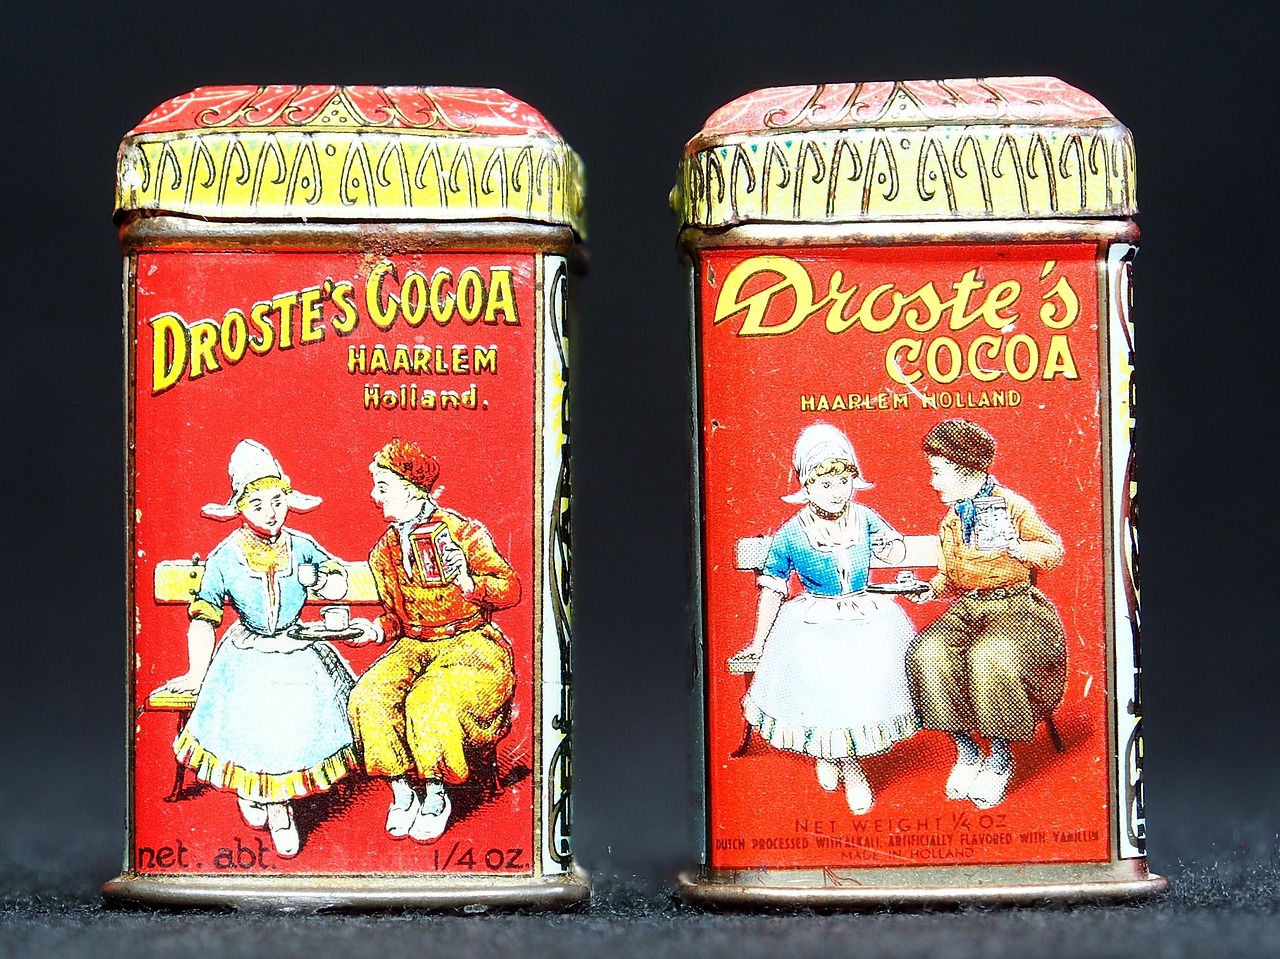 DROSTE'S COCOA
HAARLEM
Holland.
net. abt. 1/4 oz.
Droste's
COCOA
HAARLEM HOLLAND
NET WEIGHT 1/4 OZ
DUTCH PROCESSED WITH ALKALI, ARTIFICIALLY FLAVORED WITH VANILLIN
MADE IN HOLLAND